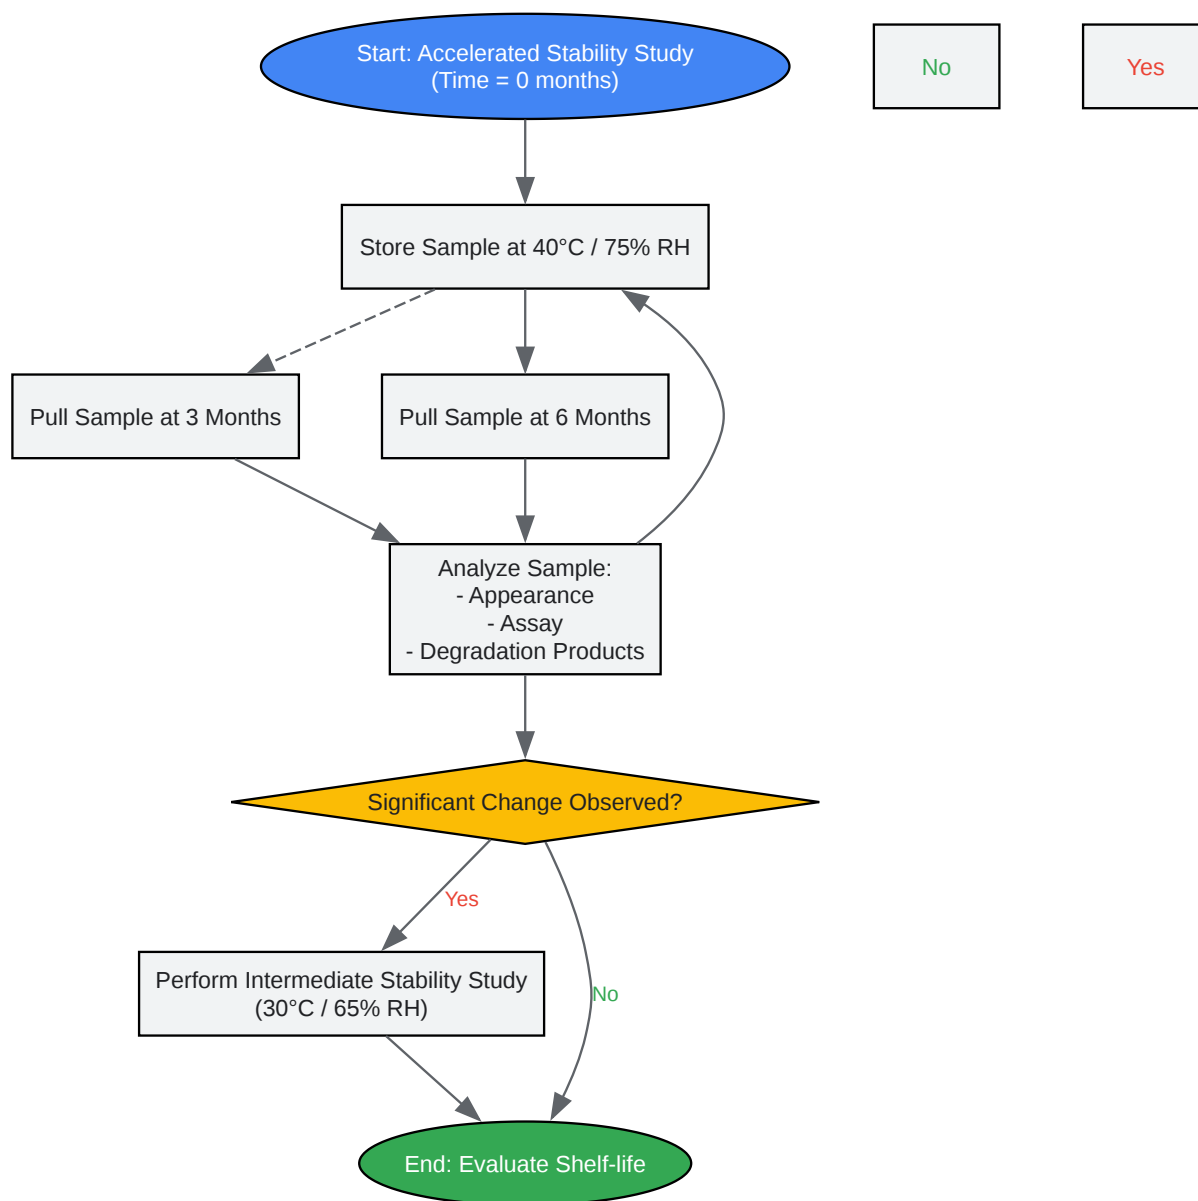 Start: Accelerated Stability Study
(Time = 0 months)
No
Yes
Store Sample at 40°C / 75% RH
Pull Sample at 3 Months
Pull Sample at 6 Months
Analyze Sample:
- Appearance
- Assay
- Degradation Products
Significant Change Observed?
Yes
Perform Intermediate Stability Study
(30°C / 65% RH)
No
End: Evaluate Shelf-life